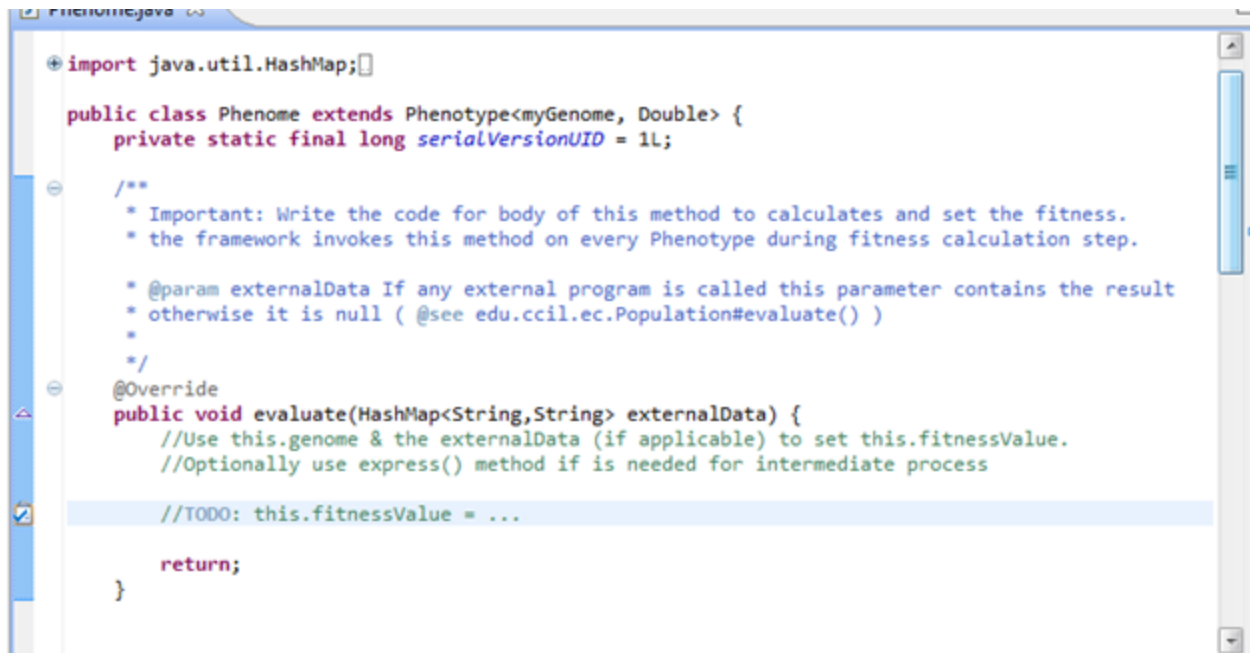 Phenome.java
import java.util.HashMap;
public class Phenome extends Phenotype<myGenome, Double> {
private static final long serialVersionUID = 1L;
/**
* Important: Write the code for body of this method to calculates and set the fitness.
* the framework invokes this method on every Phenotype during fitness calculation step.
* @param externalData If any external program is called this parameter contains the result
* otherwise it is null ( @see edu.ccil.ec.Population#evaluate() )
*
*/
@Override
public void evaluate(HashMap<String,String> externalData) {
//Use this.genome & the externalData (if applicable) to set this.fitnessValue.
//Optionally use express() method if is needed for intermediate process
//TODO: this.fitnessValue = ...
return;
}